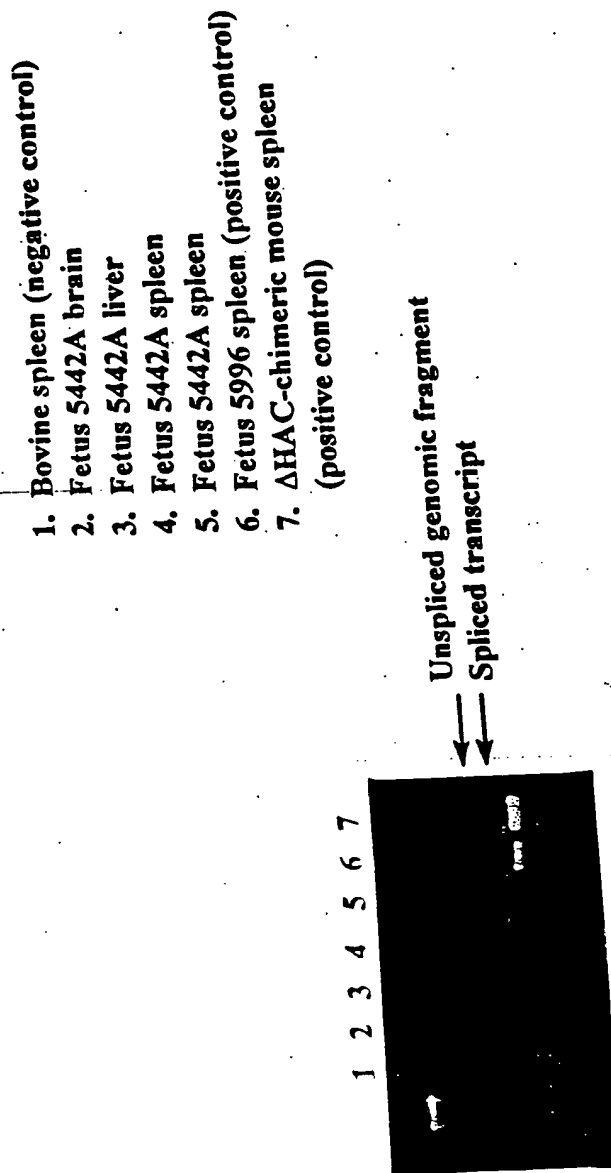 1. Bovine spleen (negative control)
2. Fetus 5442A brain
3. Fetus 5442A liver
4. Fetus 5442A spleen
5. Fetus 5442A spleen
6. Fetus 5996 spleen (positive control)
7. ΔHAC-chimeric mouse spleen
(positive control)
1 2 3 4 5 6 7
Unspliced genomic fragment
Spliced transcript